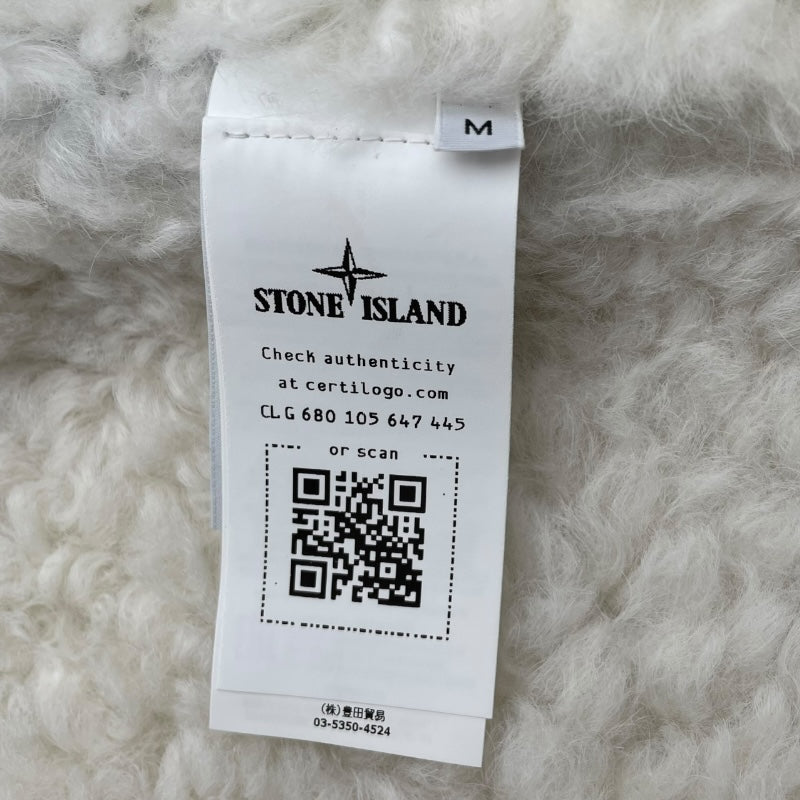 M
STONE ISLAND
Check authenticity
at certilogo.com
CLG 680 105 647 445
or scan
(株)豊田貿易
03-5350-4524